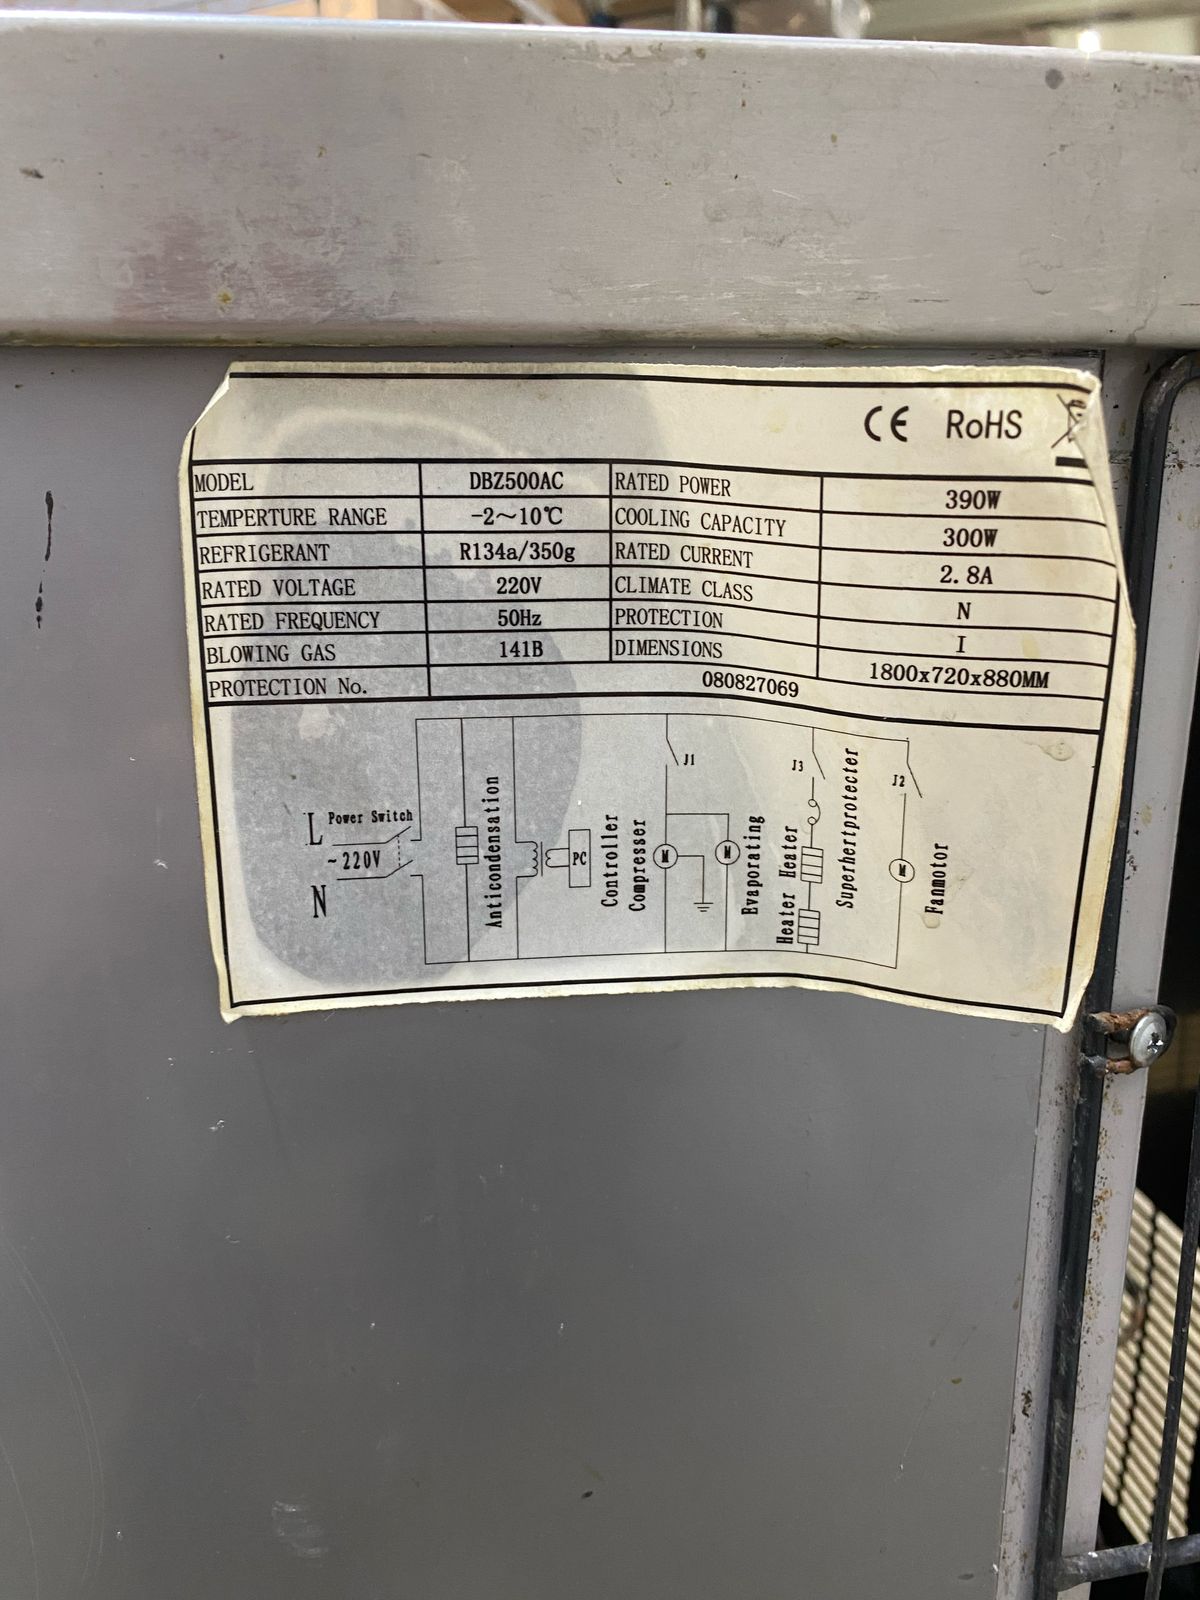 CE RoHS
MODEL DBZ500AC RATED POWER 390W
TEMPERTURE RANGE -2～10℃ COOLING CAPACITY 300W
REFRIGERANT R134a/350g RATED CURRENT 2.8A
RATED VOLTAGE 220V CLIMATE CLASS N
RATED FREQUENCY 50Hz PROTECTION I
BLOWING GAS 141B DIMENSIONS 1800x720x880MM
PROTECTION No. 080827069
L
Power Switch
~220V
N
Anticondensation
PC
Controller
Compresser
J1
M
M
Evaporating
J3
Heater Heater
Superhertprotecter
J2
M
Fanmotor